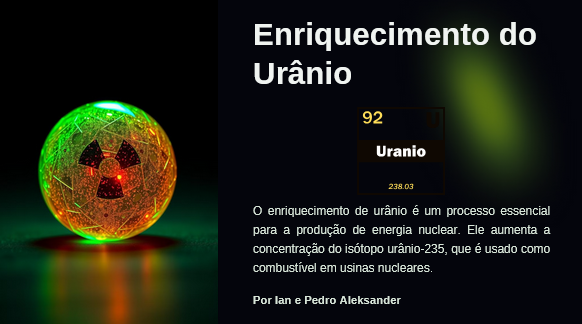 Enriquecimento do
Urânio
92
Uranio
238.03
O enriquecimento de urânio é um processo essencial
para a produção de energia nuclear. Ele aumenta a
concentração do isótopo urânio-235, que é usado como
combustível em usinas nucleares.
Por Ian e Pedro Aleksander